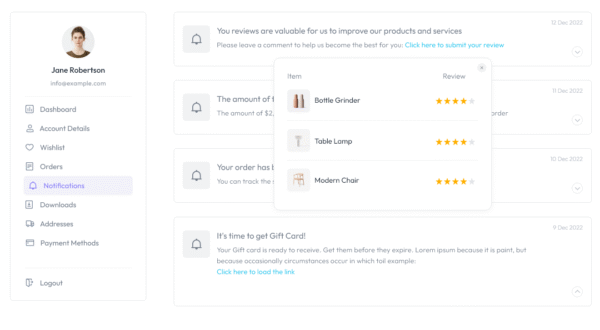 Jane Robertson
info@example.com
Dashboard
Account Details
Wishlist
Orders
Notifications
Downloads
Addresses
Payment Methods
Logout
12 Dec 2022
You reviews are valuable for us to improve our products and services
Please leave a comment to help us become the best for you: Click here to submit your review
Item Review
Bottle Grinder
Table Lamp
Modern Chair
11 Dec 2022
The amount of
The amount of $2, order
10 Dec 2022
Your order has
You can track the
9 Dec 2022
It's time to get Gift Card!
Your Gift card is ready to receive. Get them before they expire. Lorem ipsum because it is paint, but
because occasionally circumstances occur in which toil example:
Click here to load the link